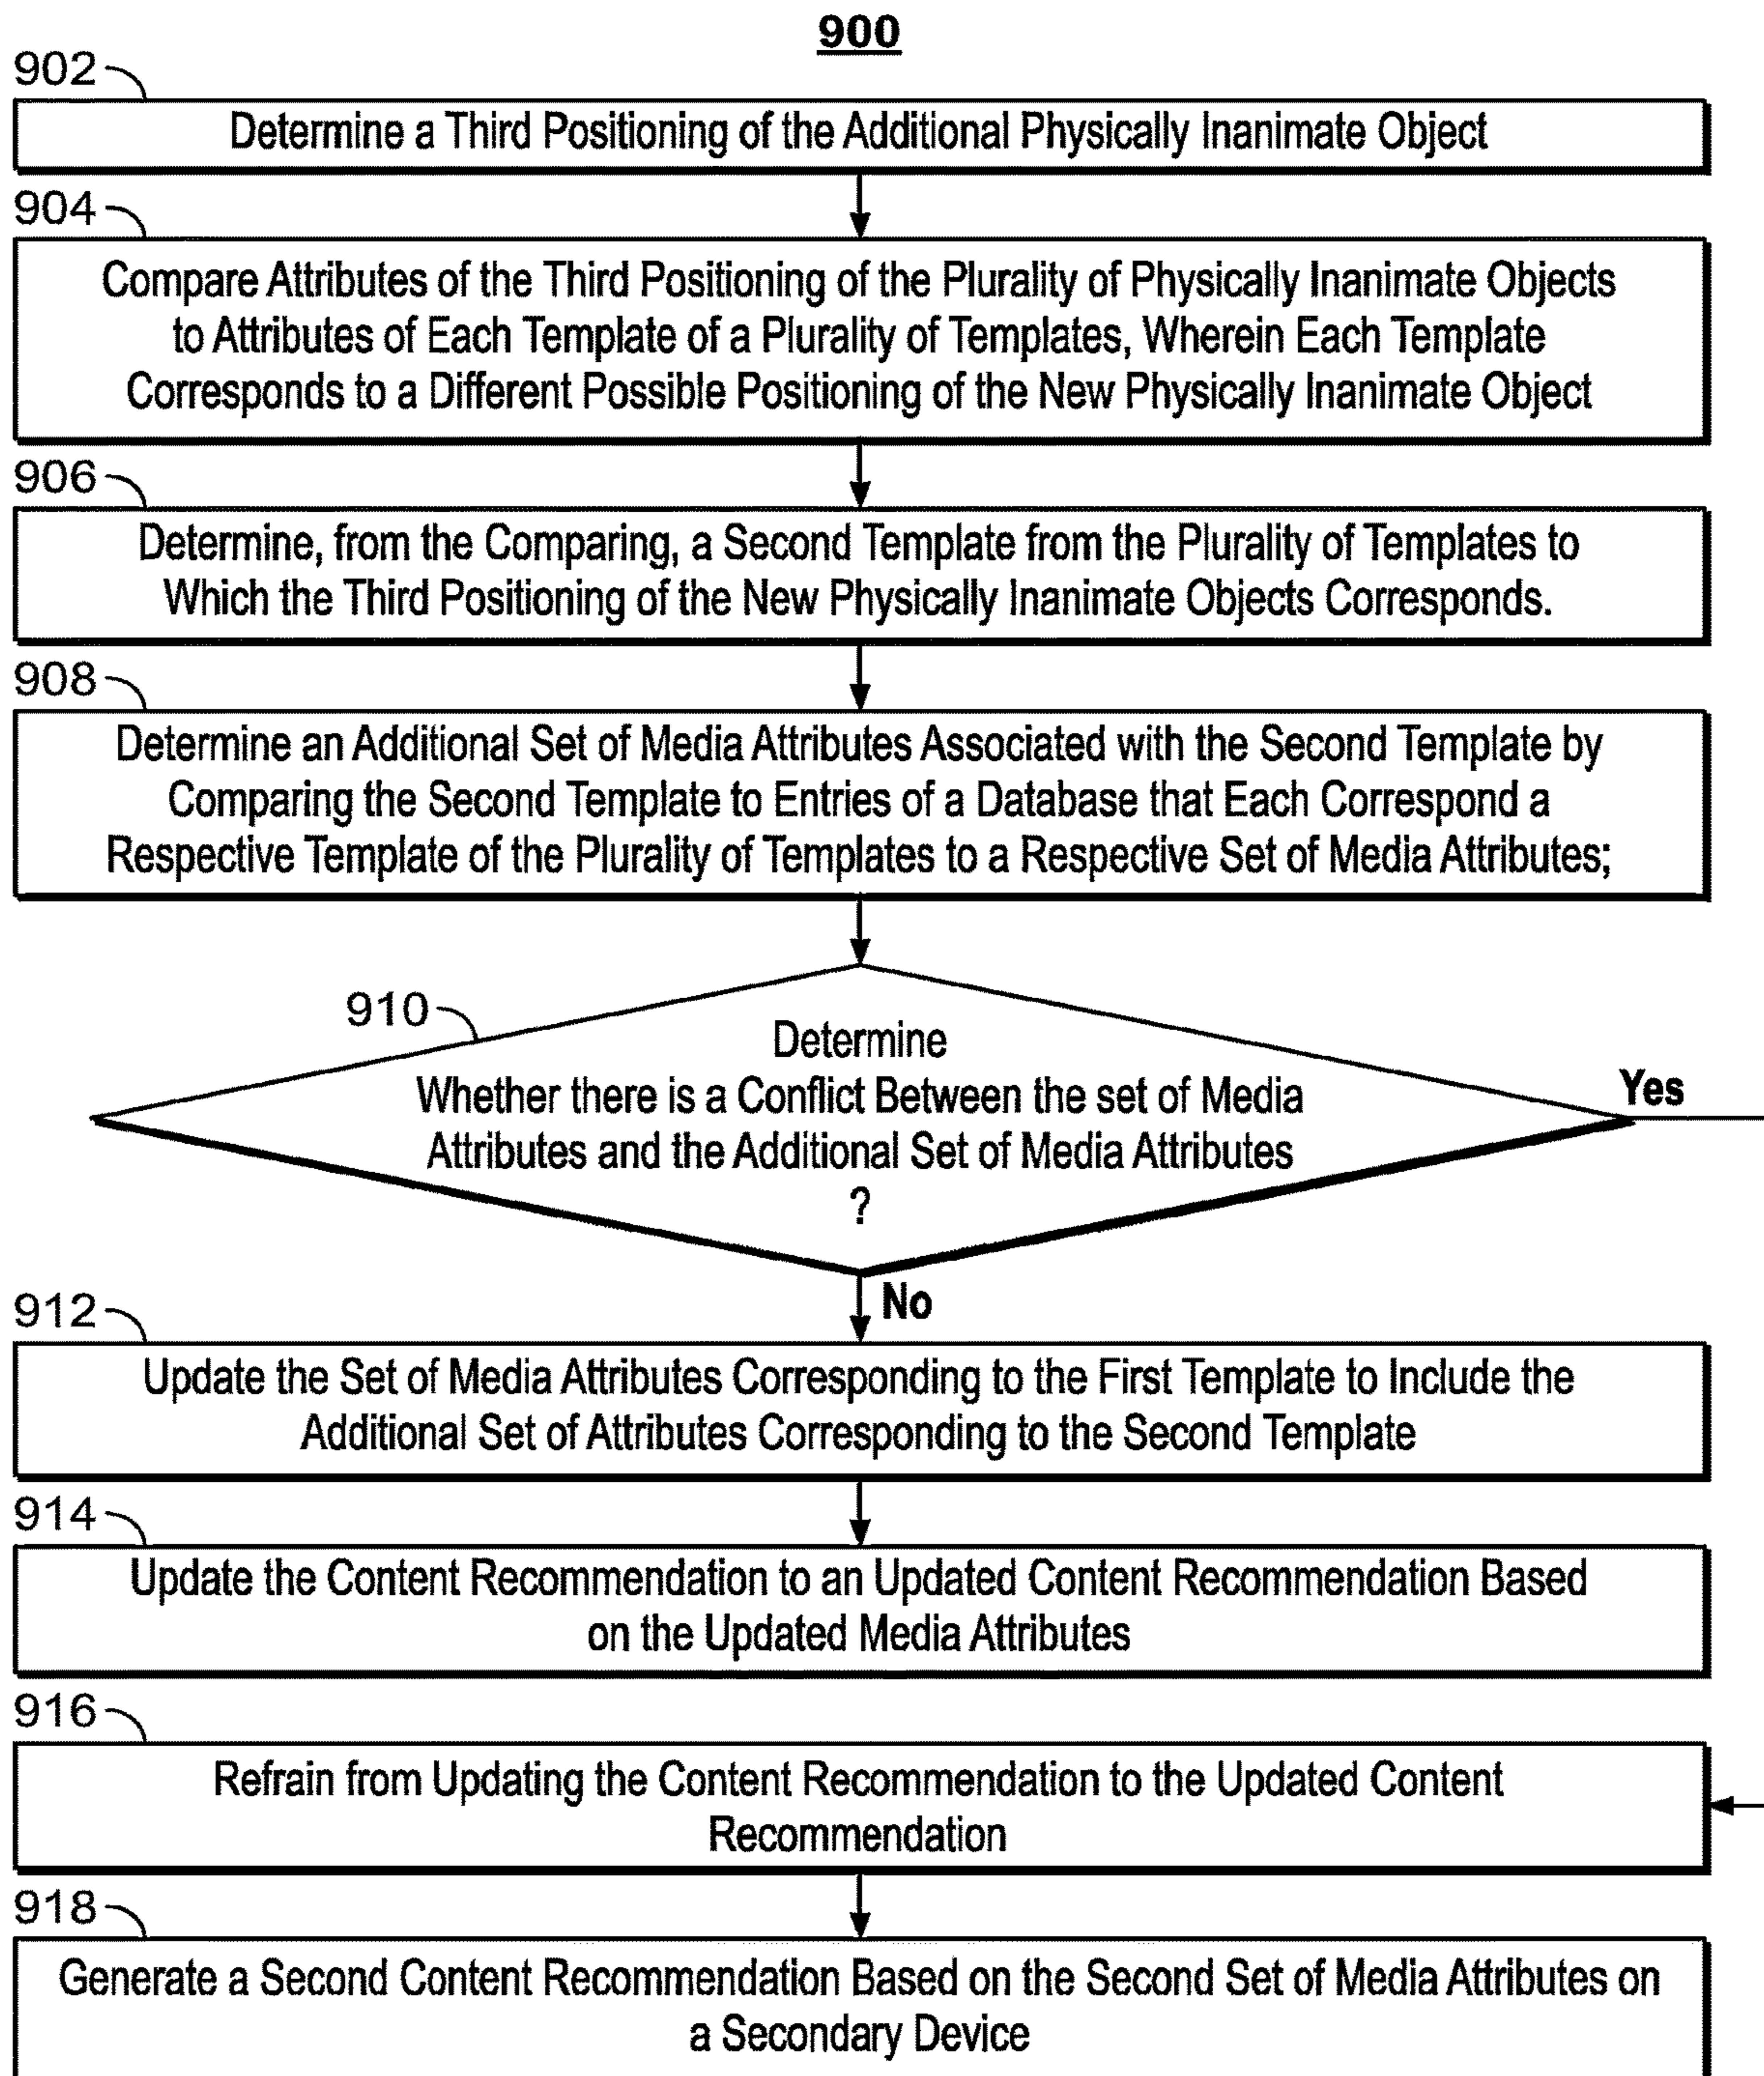 900
902
Determine a Third Positioning of the Additional Physically Inanimate Object
904
Compare Attributes of the Third Positioning of the Plurality of Physically Inanimate Objects
to Attributes of Each Template of a Plurality of Templates, Wherein Each Template
Corresponds to a Different Possible Positioning of the New Physically Inanimate Object
906
Determine, from the Comparing, a Second Template from the Plurality of Templates to
Which the Third Positioning of the New Physically Inanimate Objects Corresponds.
908
Determine an Additional Set of Media Attributes Associated with the Second Template by
Comparing the Second Template to Entries of a Database that Each Correspond a
Respective Template of the Plurality of Templates to a Respective Set of Media Attributes;
910
Determine
Whether there is a Conflict Between the set of Media
Attributes and the Additional Set of Media Attributes
?
Yes
No
912
Update the Set of Media Attributes Corresponding to the First Template to Include the
Additional Set of Attributes Corresponding to the Second Template
914
Update the Content Recommendation to an Updated Content Recommendation Based
on the Updated Media Attributes
916
Refrain from Updating the Content Recommendation to the Updated Content
Recommendation
918
Generate a Second Content Recommendation Based on the Second Set of Media Attributes on
a Secondary Device